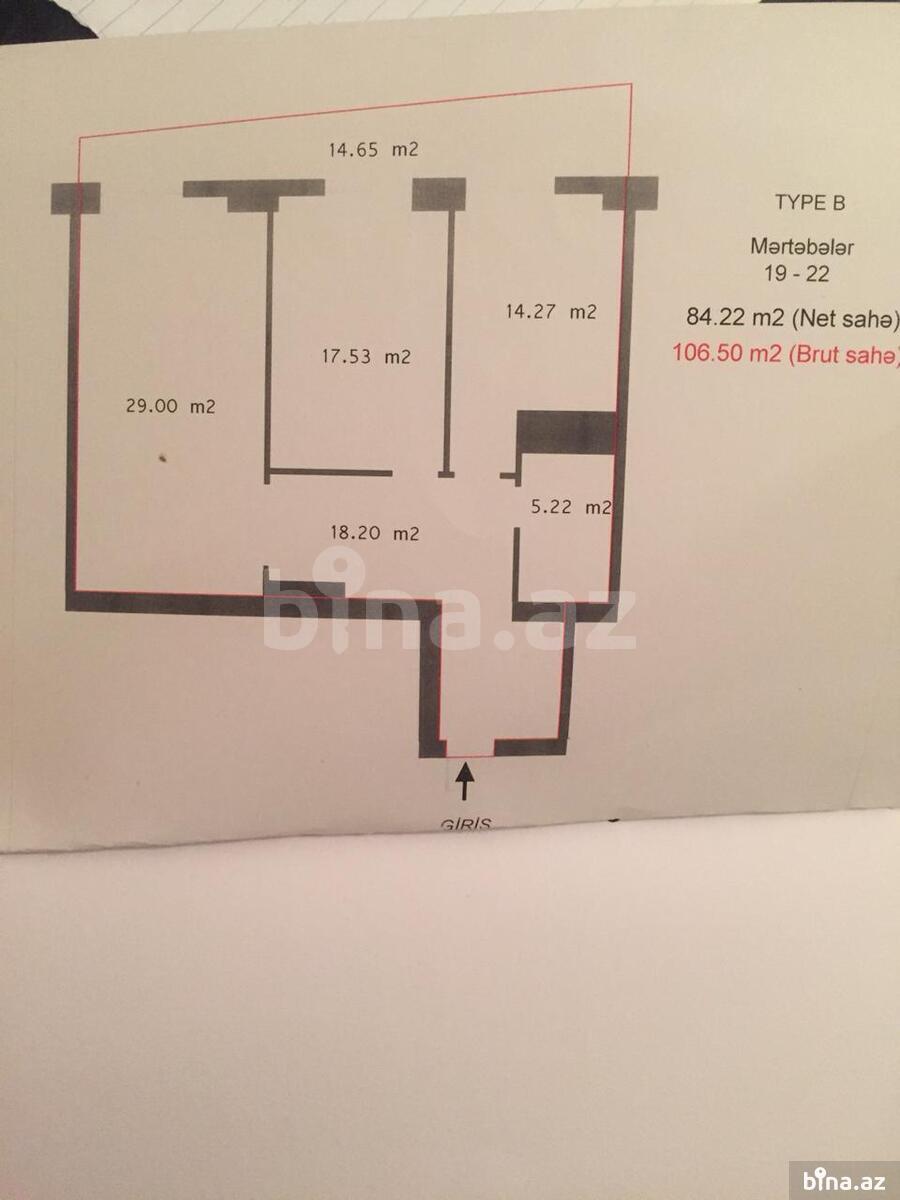 14.65 m2
TYPE B
Mərtəbələr
19 - 22
84.22 m2 (Net sahə)
106.50 m2 (Brut sahə)
14.27 m2
17.53 m2
29.00 m2
5.22 m2
18.20 m2
bina.az
GİRİS
bina.az